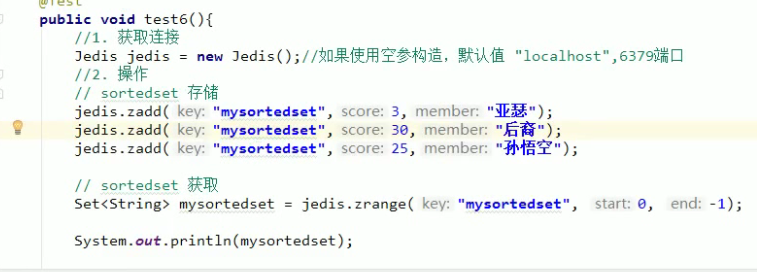 @Test
public void test6(){
//1. 获取连接
Jedis jedis = new Jedis();//如果使用空参构造，默认值 "localhost",6379端口
//2. 操作
// sortedset 存储
jedis.zadd( key: "mysortedset", score: 3, member: "亚瑟");
jedis.zadd( key: "mysortedset", score: 30, member: "后裔");
jedis.zadd( key: "mysortedset", score: 25, member: "孙悟空");
// sortedset 获取
Set<String> mysortedset = jedis.zrange( key: "mysortedset", start: 0, end: -1);
System.out.println(mysortedset);